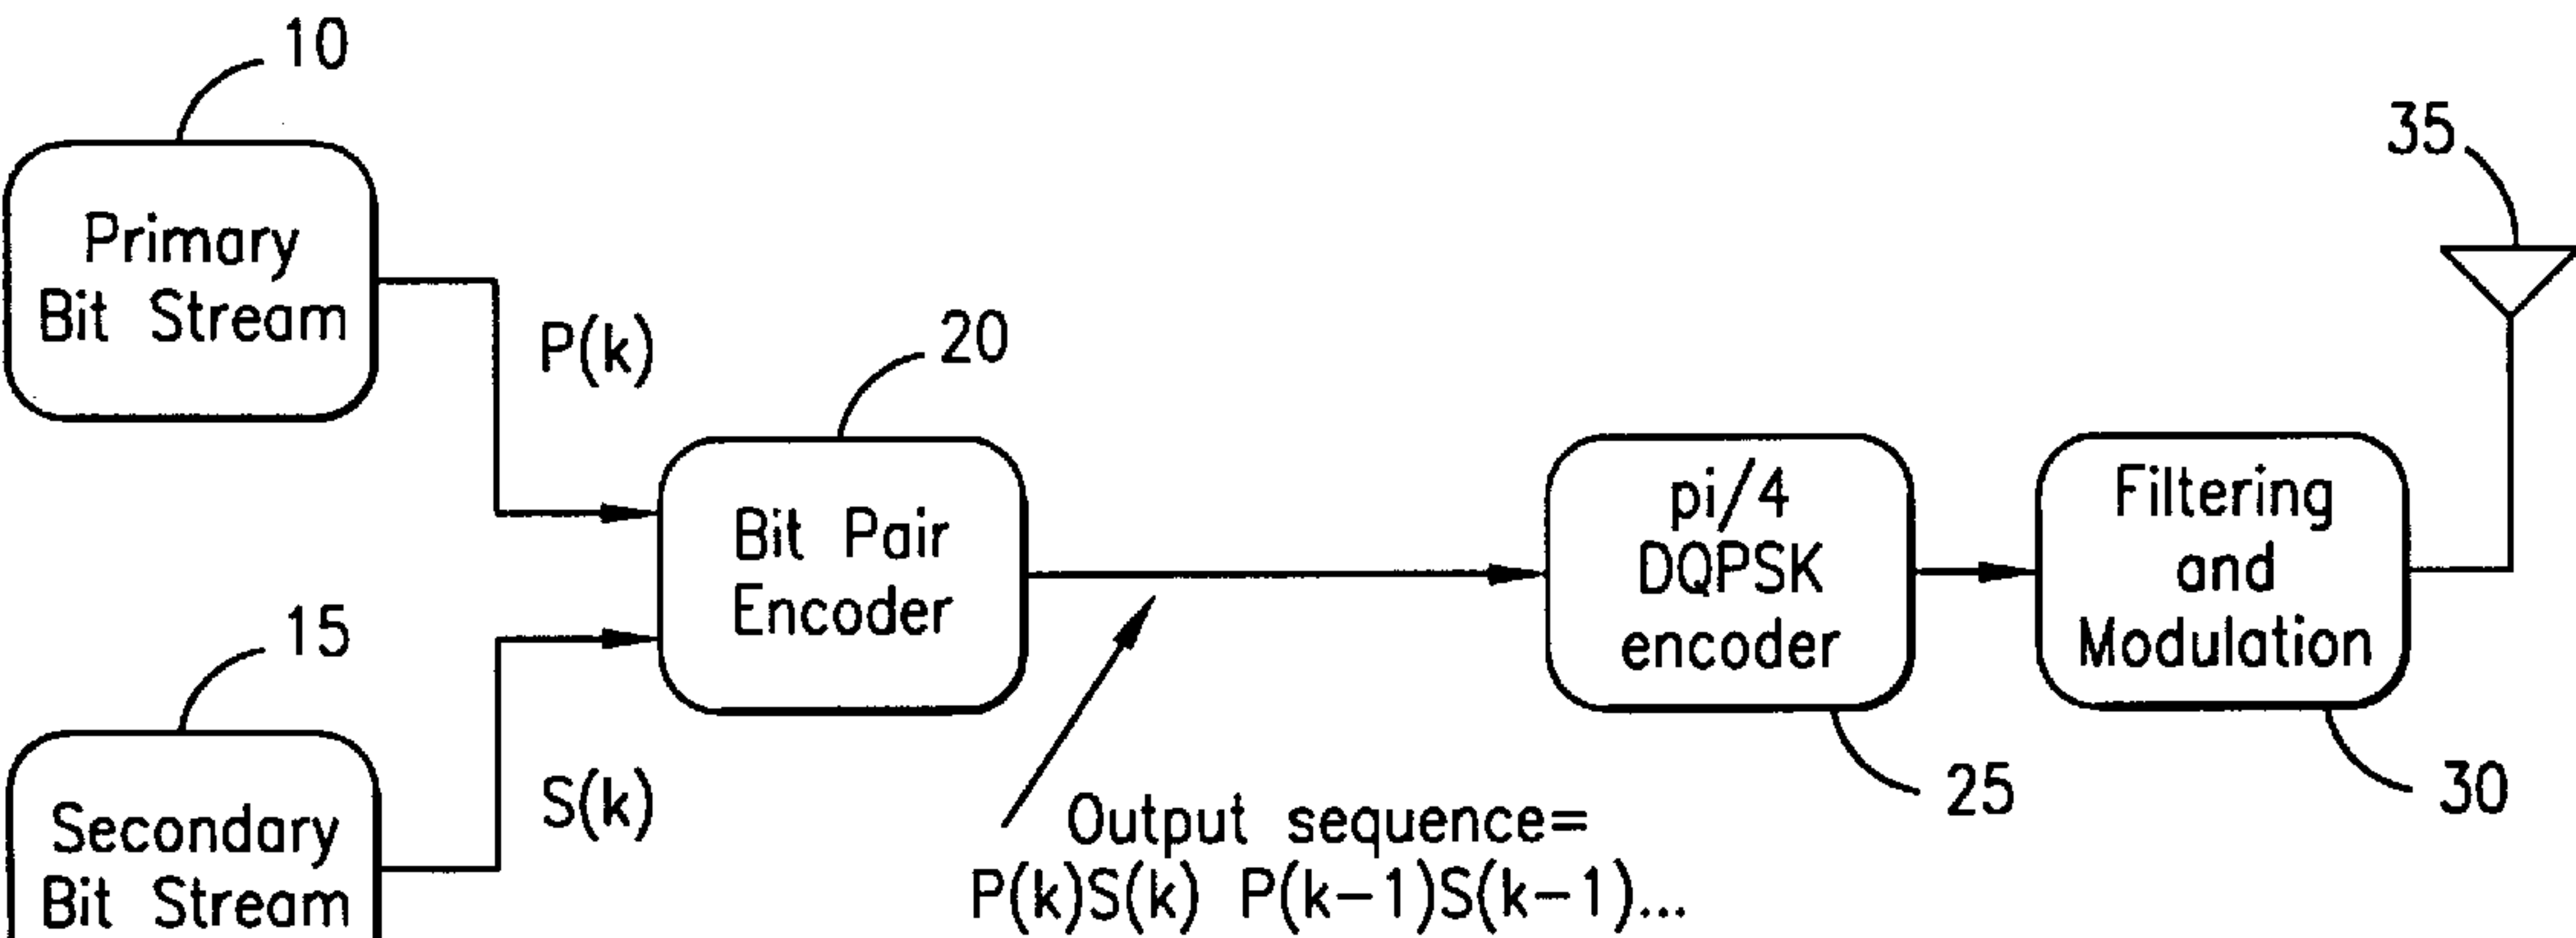 10
Primary
Bit Stream
P(k)
20
Bit Pair
Encoder
15
Secondary
Bit Stream
S(k)
Output sequence=
P(k)S(k) P(k-1)S(k-1)...
pi/4
DQPSK
encoder
25
Filtering
and
Modulation
30
35